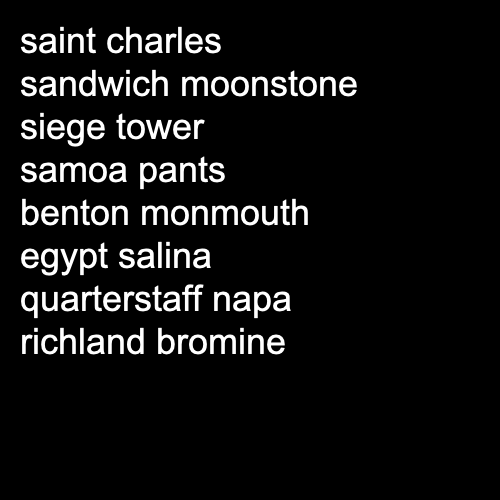 saint charles
sandwich moonstone
siege tower
samoa pants
benton monmouth
egypt salina
quarterstaff napa
richland bromine